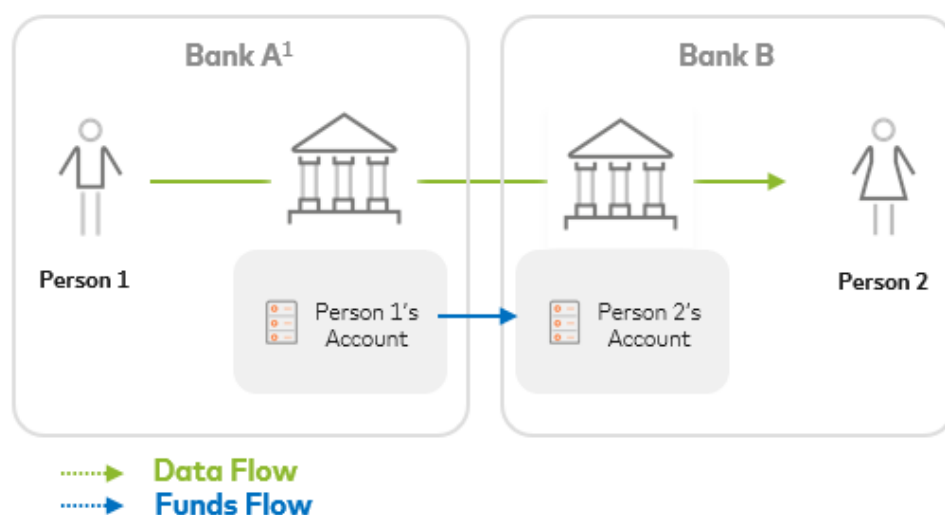 Bank A¹
Bank B
Person 1
Person 2
Person 1's
Account
Person 2's
Account
Data Flow
Funds Flow